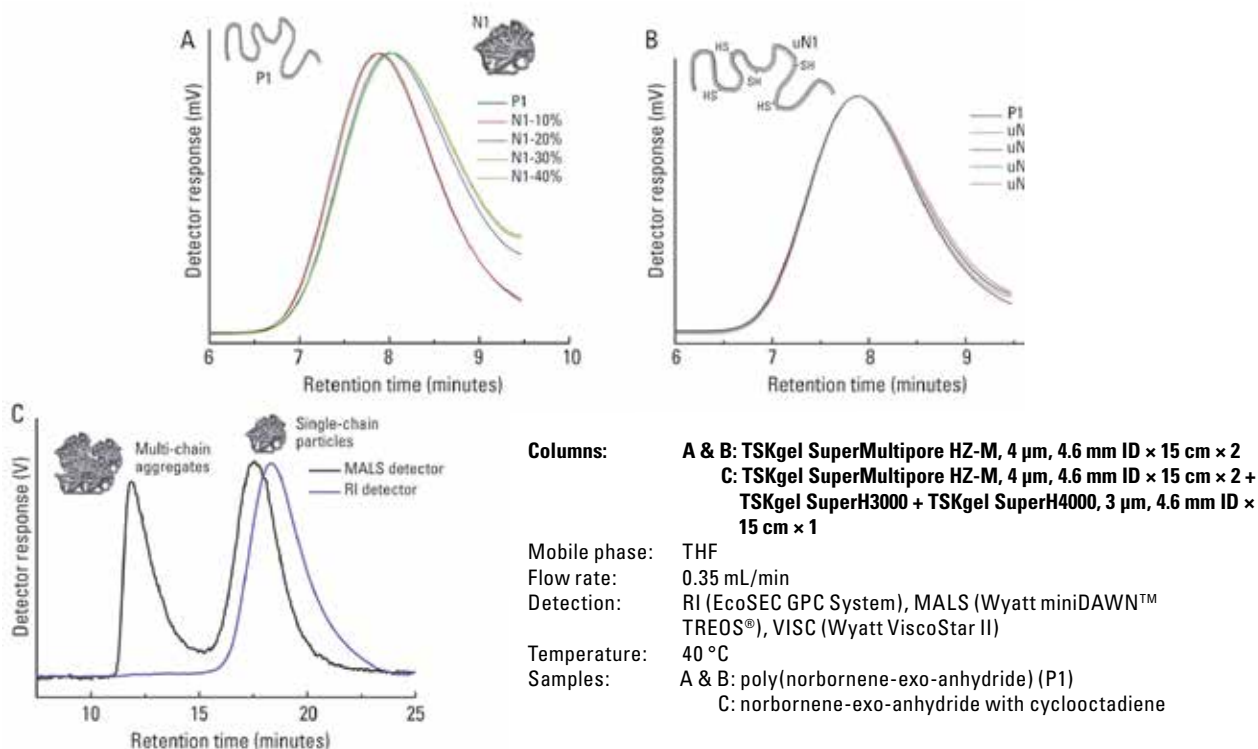 A
P1
N1
P1
N1-10%
N1-20%
N1-30%
N1-40%
Detector response (mV)
6 7 8 9 10
Retention time (minutes)
B
uN1
HS
SH
SH
HS
HS
P1
uN
uN
uN
uN
Detector response (mV)
6 7 8 9
Retention time (minutes)
C
Multi-chain
aggregates
Single-chain
particles
MALS detector
RI detector
Detector response (V)
10 15 20 25
Retention time (minutes)
Columns: A & B: TSKgel SuperMultipore HZ-M, 4 µm, 4.6 mm ID × 15 cm × 2
C: TSKgel SuperMultipore HZ-M, 4 µm, 4.6 mm ID × 15 cm × 2 +
TSKgel SuperH3000 + TSKgel SuperH4000, 3 µm, 4.6 mm ID ×
15 cm × 1
Mobile phase: THF
Flow rate: 0.35 mL/min
Detection: RI (EcoSEC GPC System), MALS (Wyatt miniDAWN™
TREOS®), VISC (Wyatt ViscoStar II)
Temperature: 40 °C
Samples: A & B: poly(norbornene-exo-anhydride) (P1)
C: norbornene-exo-anhydride with cyclooctadiene